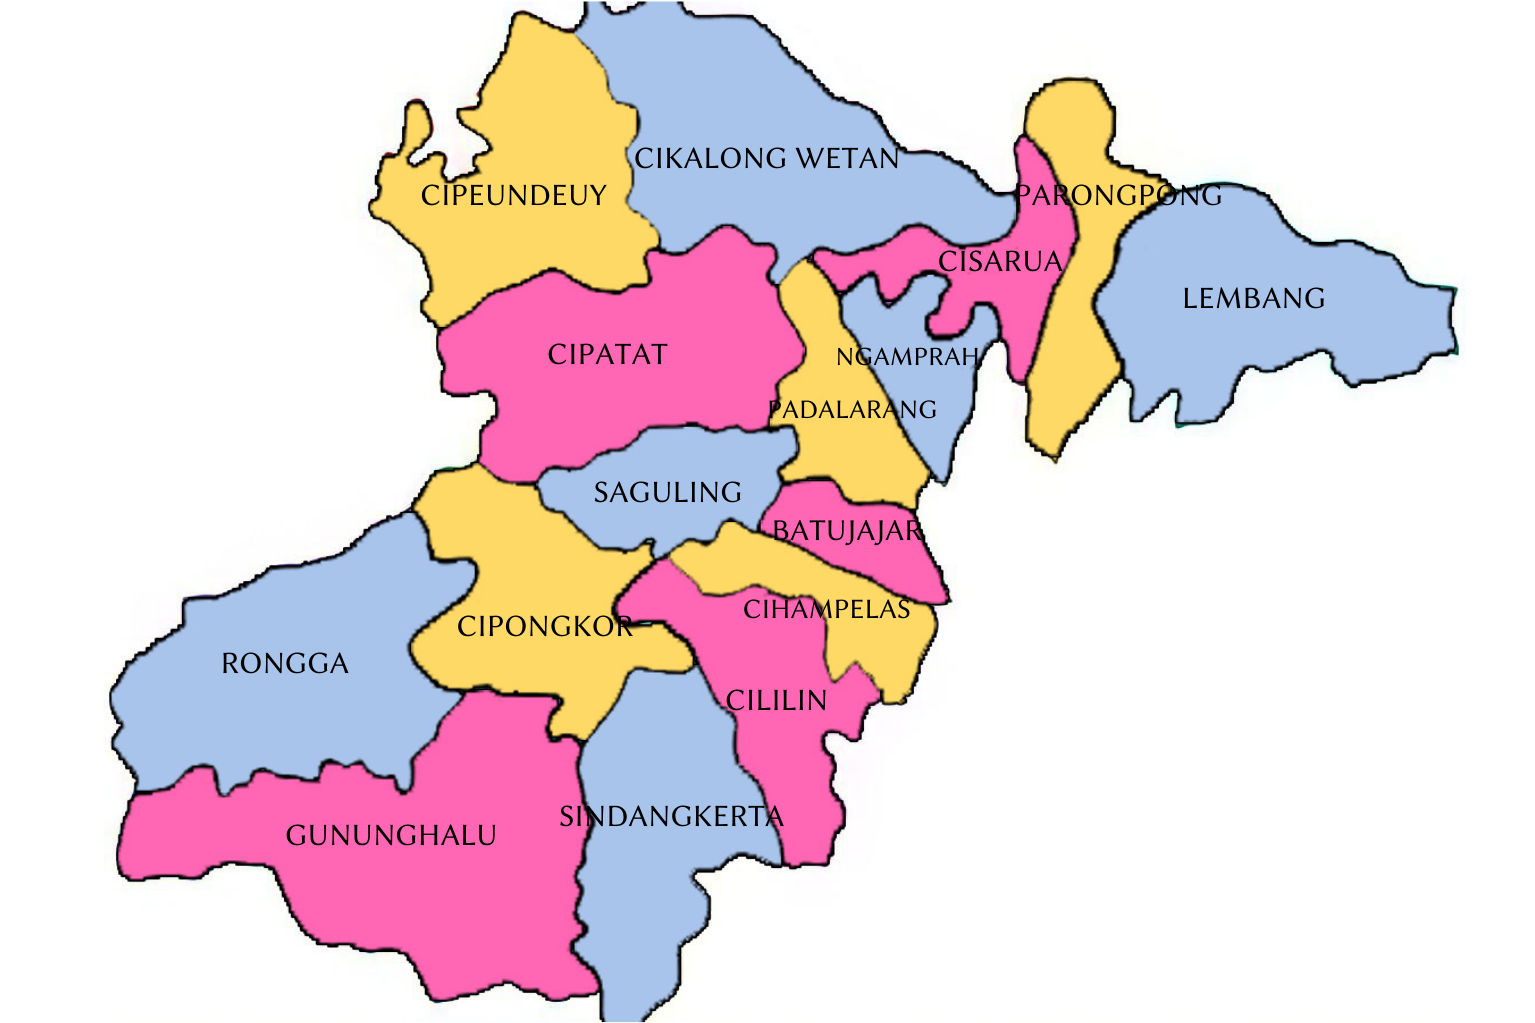 CIKALONG WETAN
CIPEUNDEUY
PARONGPONG
CISARUA
LEMBANG
CIPATAT
NGAMPRAH
PADALARANG
SAGULING
BATUJAJAR
CIHAMPELAS
CIPONGKOR
RONGGA
CILILIN
SINDANGKERTA
GUNUNGHALU